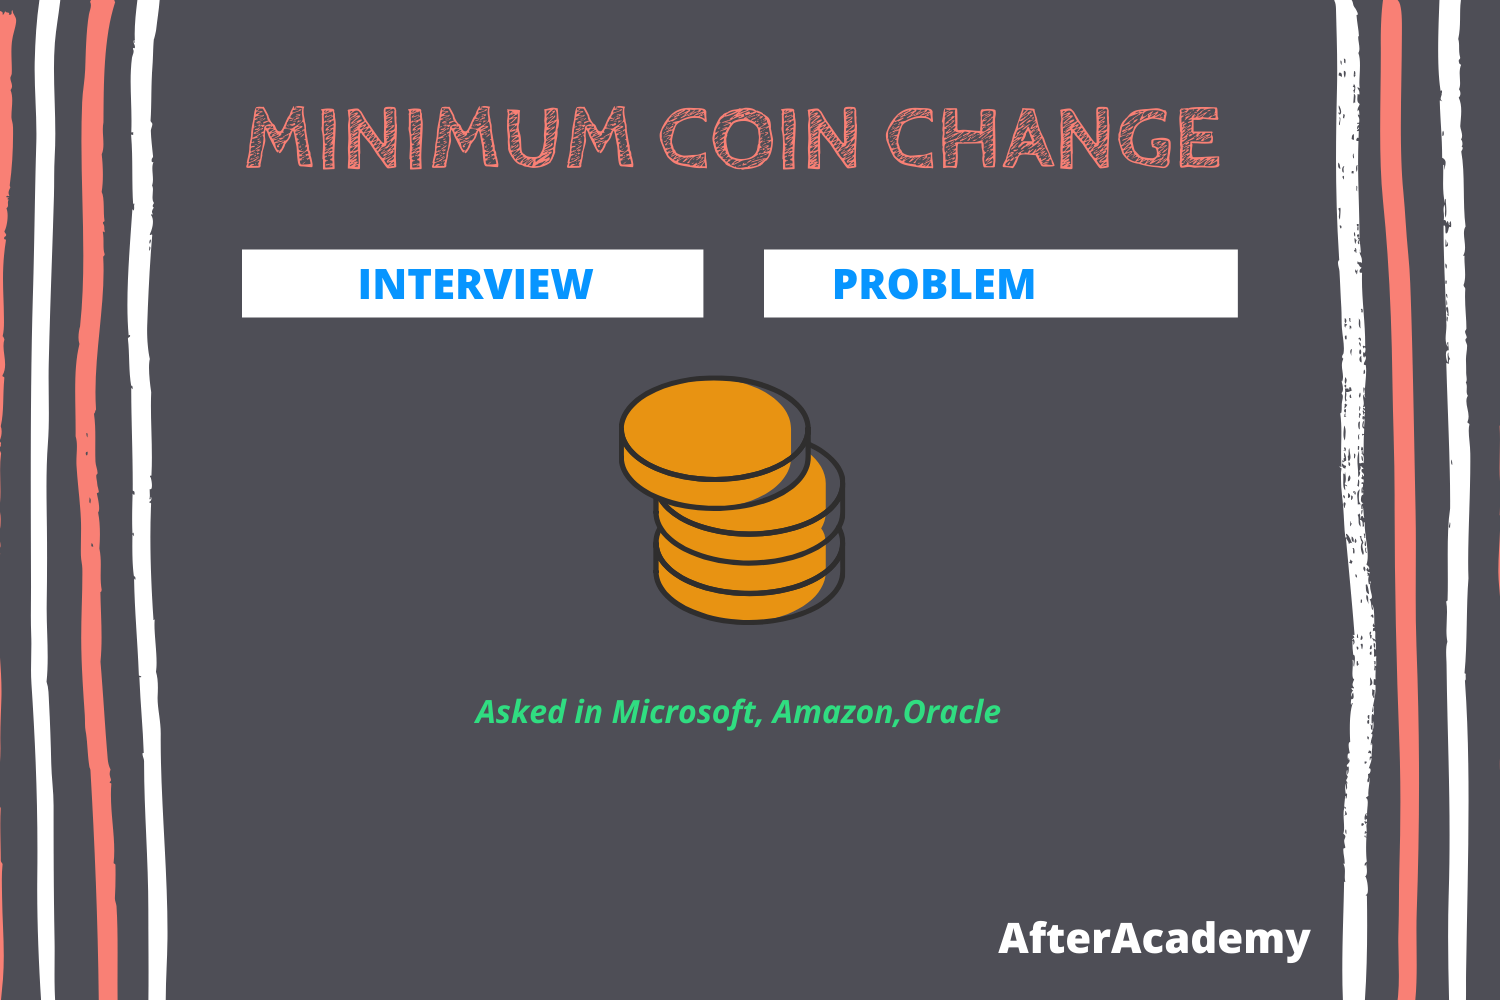 MINIMUM COIN CHANGE
INTERVIEW PROBLEM
Asked in Microsoft, Amazon,Oracle
AfterAcademy